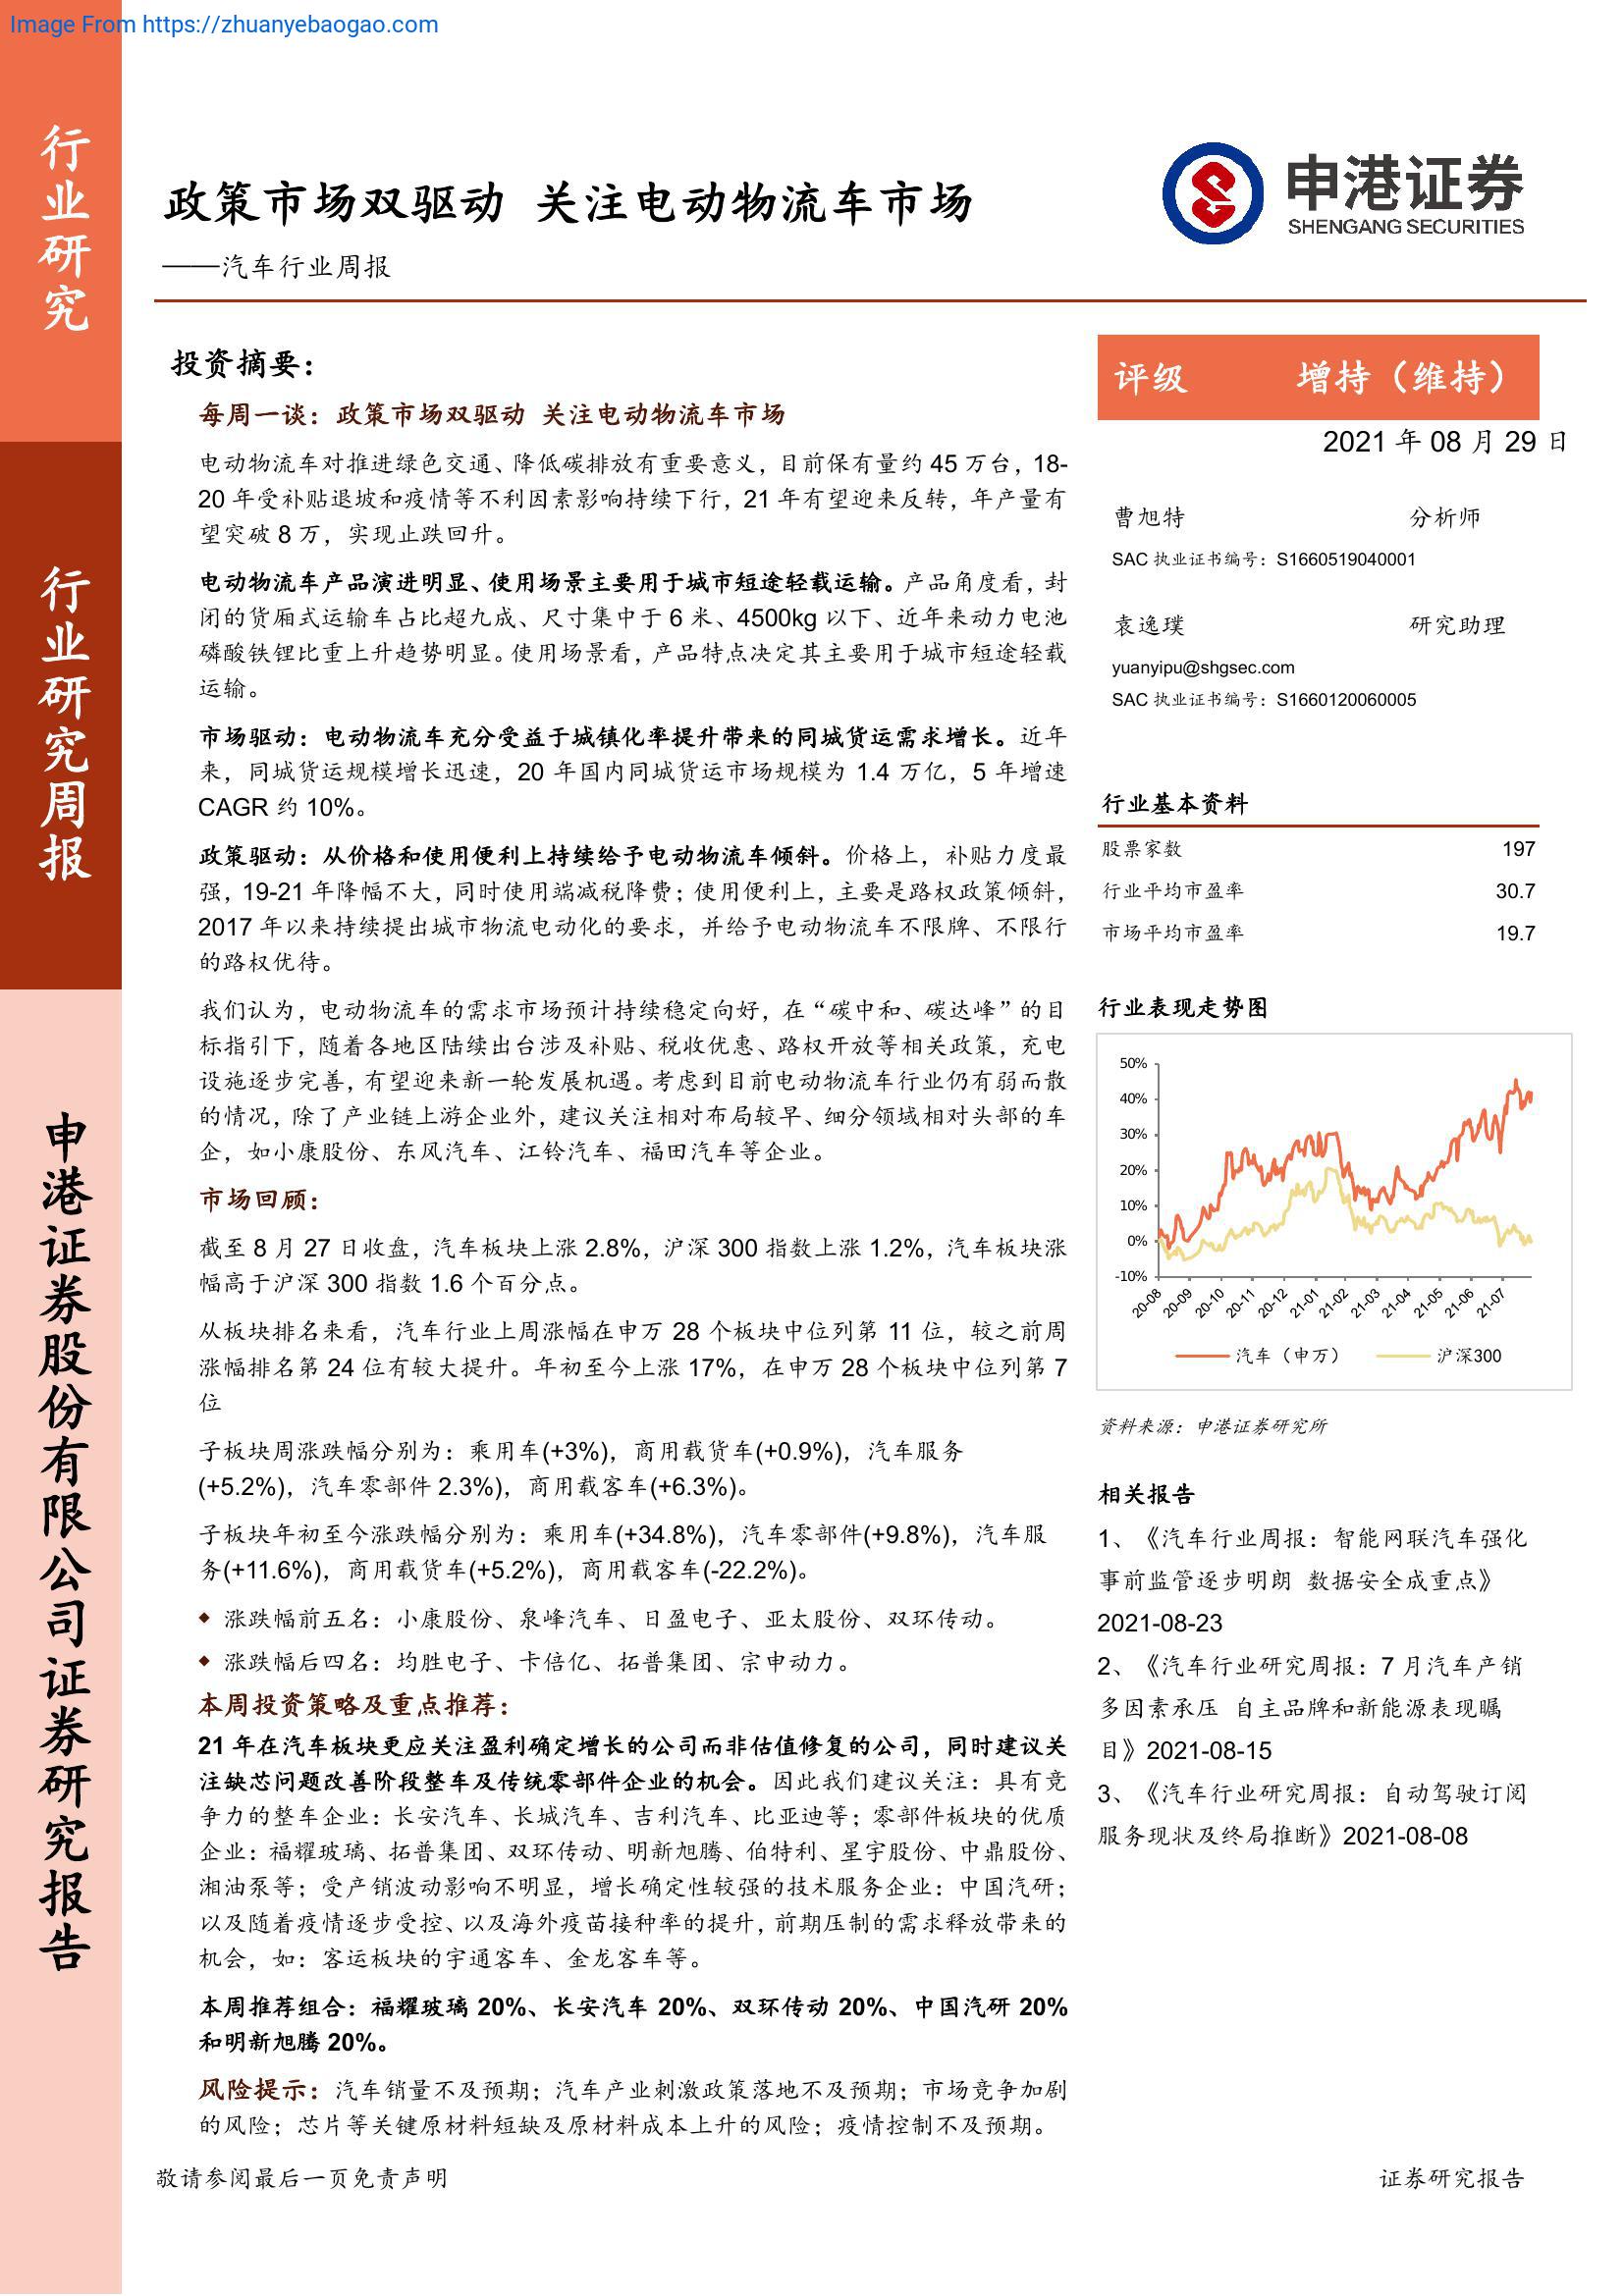 Image From https://zhuanyebaogao.com
行业研究
行业研究周报
申港证券股份有限公司证券研究报告
政策市场双驱动 关注电动物流车市场
——汽车行业周报
申港证券
SHENGANG SECURITIES
投资摘要:
每周一谈:政策市场双驱动 关注电动物流车市场
电动物流车对推进绿色交通、降低碳排放有重要意义,目前保有量约 45 万台,18-
20 年受补贴退坡和疫情等不利因素影响持续下行,21 年有望迎来反转,年产量有
望突破 8 万,实现止跌回升。
电动物流车产品演进明显、使用场景主要用于城市短途轻载运输。产品角度看,封
闭的货厢式运输车占比超九成、尺寸集中于 6 米、4500kg 以下、近年来动力电池
磷酸铁锂比重上升趋势明显。使用场景看,产品特点决定其主要用于城市短途轻载
运输。
市场驱动:电动物流车充分受益于城镇化率提升带来的同城货运需求增长。近年
来,同城货运规模增长迅速,20 年国内同城货运市场规模为 1.4 万亿,5 年增速
CAGR 约 10%。
政策驱动:从价格和使用便利上持续给予电动物流车倾斜。价格上,补贴力度最
强,19-21 年降幅不大,同时使用端减税降费;使用便利上,主要是路权政策倾斜,
2017 年以来持续提出城市物流电动化的要求,并给予电动物流车不限牌、不限行
的路权优待。
我们认为,电动物流车的需求市场预计持续稳定向好,在“碳中和、碳达峰”的目
标指引下,随着各地区陆续出台涉及补贴、税收优惠、路权开放等相关政策,充电
设施逐步完善,有望迎来新一轮发展机遇。考虑到目前电动物流车行业仍有弱而散
的情况,除了产业链上游企业外,建议关注相对布局较早、细分领域相对头部的车
企,如小康股份、东风汽车、江铃汽车、福田汽车等企业。
市场回顾:
截至 8 月 27 日收盘,汽车板块上涨 2.8%,沪深 300 指数上涨 1.2%,汽车板块涨
幅高于沪深 300 指数 1.6 个百分点。
从板块排名来看,汽车行业上周涨幅在申万 28 个板块中位列第 11 位,较之前周
涨幅排名第 24 位有较大提升。年初至今上涨 17%,在申万 28 个板块中位列第 7
位
子板块周涨跌幅分别为:乘用车(+3%),商用载货车(+0.9%),汽车服务
(+5.2%),汽车零部件 2.3%),商用载客车(+6.3%)。
子板块年初至今涨跌幅分别为:乘用车(+34.8%),汽车零部件(+9.8%),汽车服
务(+11.6%),商用载货车(+5.2%),商用载客车(-22.2%)。
◆ 涨跌幅前五名:小康股份、泉峰汽车、日盈电子、亚太股份、双环传动。
◆ 涨跌幅后四名:均胜电子、卡倍亿、拓普集团、宗申动力。
本周投资策略及重点推荐:
21 年在汽车板块更应关注盈利确定增长的公司而非估值修复的公司,同时建议关
注缺芯问题改善阶段整车及传统零部件企业的机会。因此我们建议关注:具有竞
争力的整车企业:长安汽车、长城汽车、吉利汽车、比亚迪等;零部件板块的优质
企业:福耀玻璃、拓普集团、双环传动、明新旭腾、伯特利、星宇股份、中鼎股份、
湘油泵等;受产销波动影响不明显,增长确定性较强的技术服务企业:中国汽研;
以及随着疫情逐步受控、以及海外疫苗接种率的提升,前期压制的需求释放带来的
机会,如:客运板块的宇通客车、金龙客车等。
本周推荐组合:福耀玻璃 20%、长安汽车 20%、双环传动 20%、中国汽研 20%
和明新旭腾 20%。
风险提示:汽车销量不及预期;汽车产业刺激政策落地不及预期;市场竞争加剧
的风险;芯片等关键原材料短缺及原材料成本上升的风险;疫情控制不及预期。
评级 增持(维持)
2021 年 08 月 29 日
曹旭特 分析师
SAC 执业证书编号:S1660519040001
袁逸璞 研究助理
yuanyipu@shgsec.com
SAC 执业证书编号:S1660120060005
行业基本资料
股票家数 197
行业平均市盈率 30.7
市场平均市盈率 19.7
行业表现走势图
50%
40%
30%
20%
10%
0%
-10%
20-08 20-09 20-10 20-11 20-12 21-01 21-02 21-03 21-04 21-05 21-06 21-07
汽车(申万) 沪深300
资料来源:申港证券研究所
相关报告
1、《汽车行业周报:智能网联汽车强化
事前监管逐步明朗 数据安全成重点》
2021-08-23
2、《汽车行业研究周报:7 月汽车产销
多因素承压 自主品牌和新能源表现瞩
目》2021-08-15
3、《汽车行业研究周报:自动驾驶订阅
服务现状及终局推断》2021-08-08
敬请参阅最后一页免责声明 证券研究报告